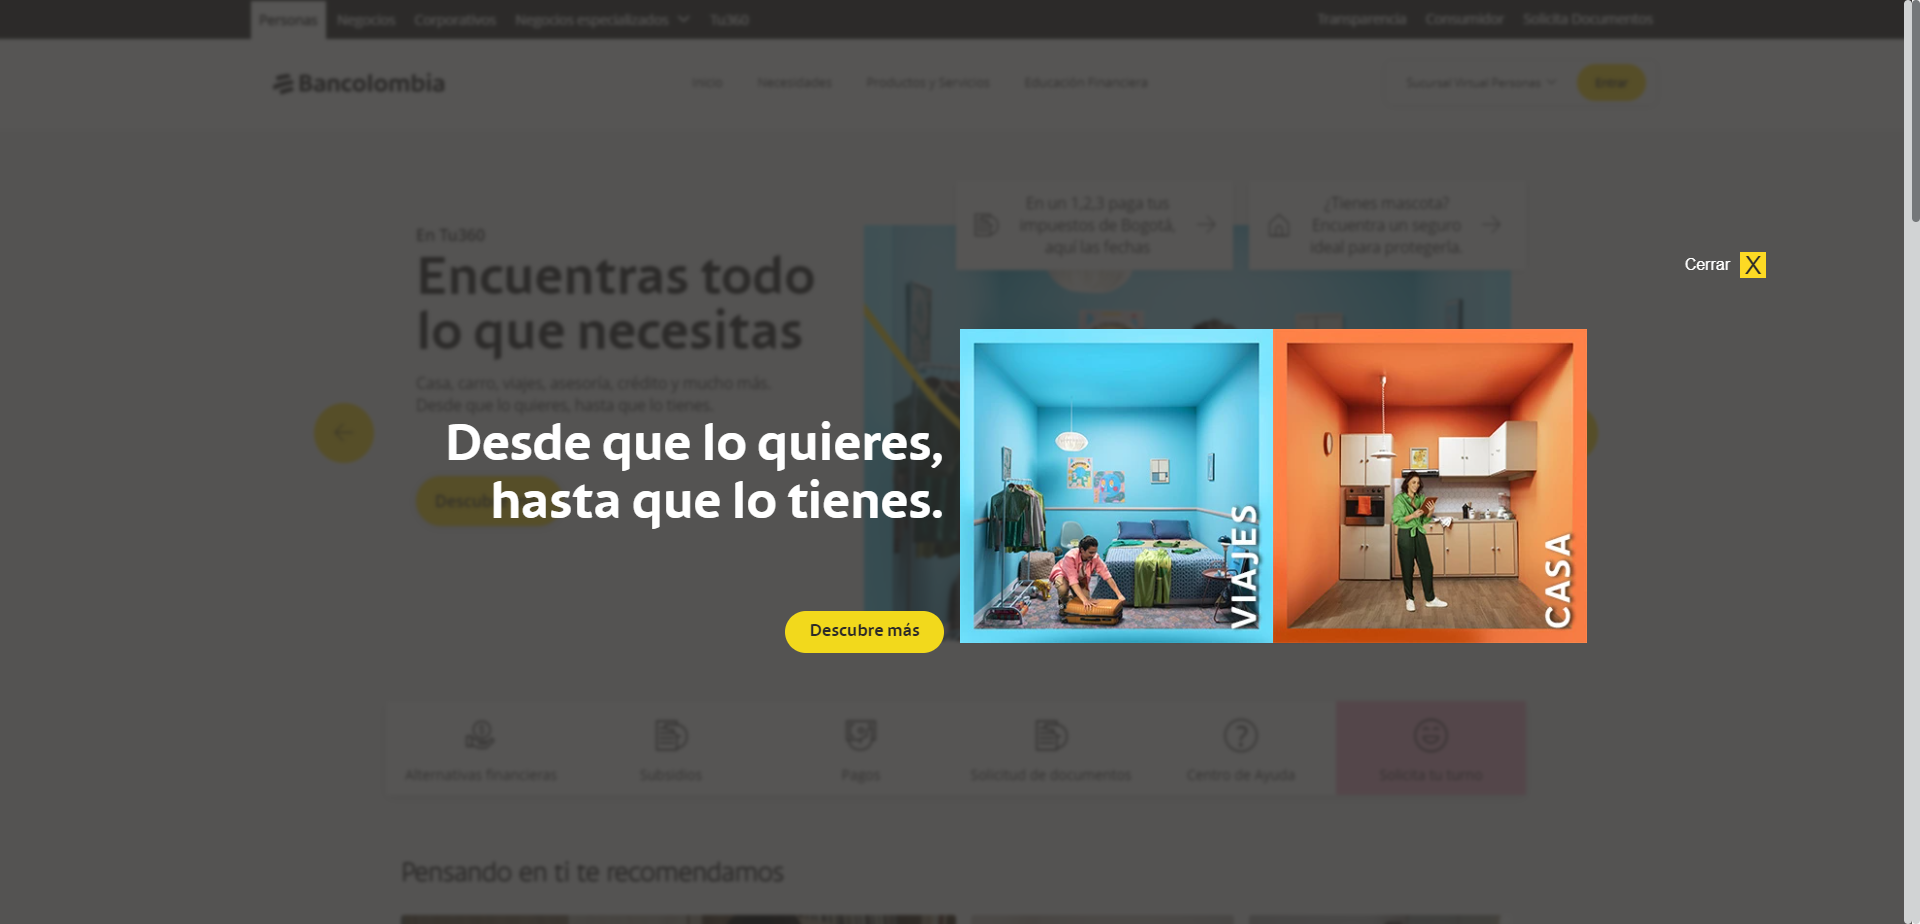 Personas
Negocios
Corporativos
Negocios especializados
Tu360
Transparencia
Consumidor
Solicita Documentos
Bancolombia
Inicio
Necesidades
Productos y Servicios
Educación Financiera
Sucursal Virtual Personas
Entrar
En un 1,2,3 paga tus
impuestos de Bogotá,
aquí las fechas
¿Tienes mascota?
Encuentra un seguro
ideal para protegerla.
En Tu360
Encuentras todo
lo que necesitas
Casa, carro, viajes, asesoría, crédito y mucho más.
Desde que lo quieres, hasta que lo tienes.
Cerrar X
Desde que lo quieres,
hasta que lo tienes.
Descubre más
VIAJES
CASA
Alternativas financieras
Subsidios
Pagos
Solicitud de documentos
Centro de Ayuda
Solicita tu turno
Pensando en ti te recomendamos